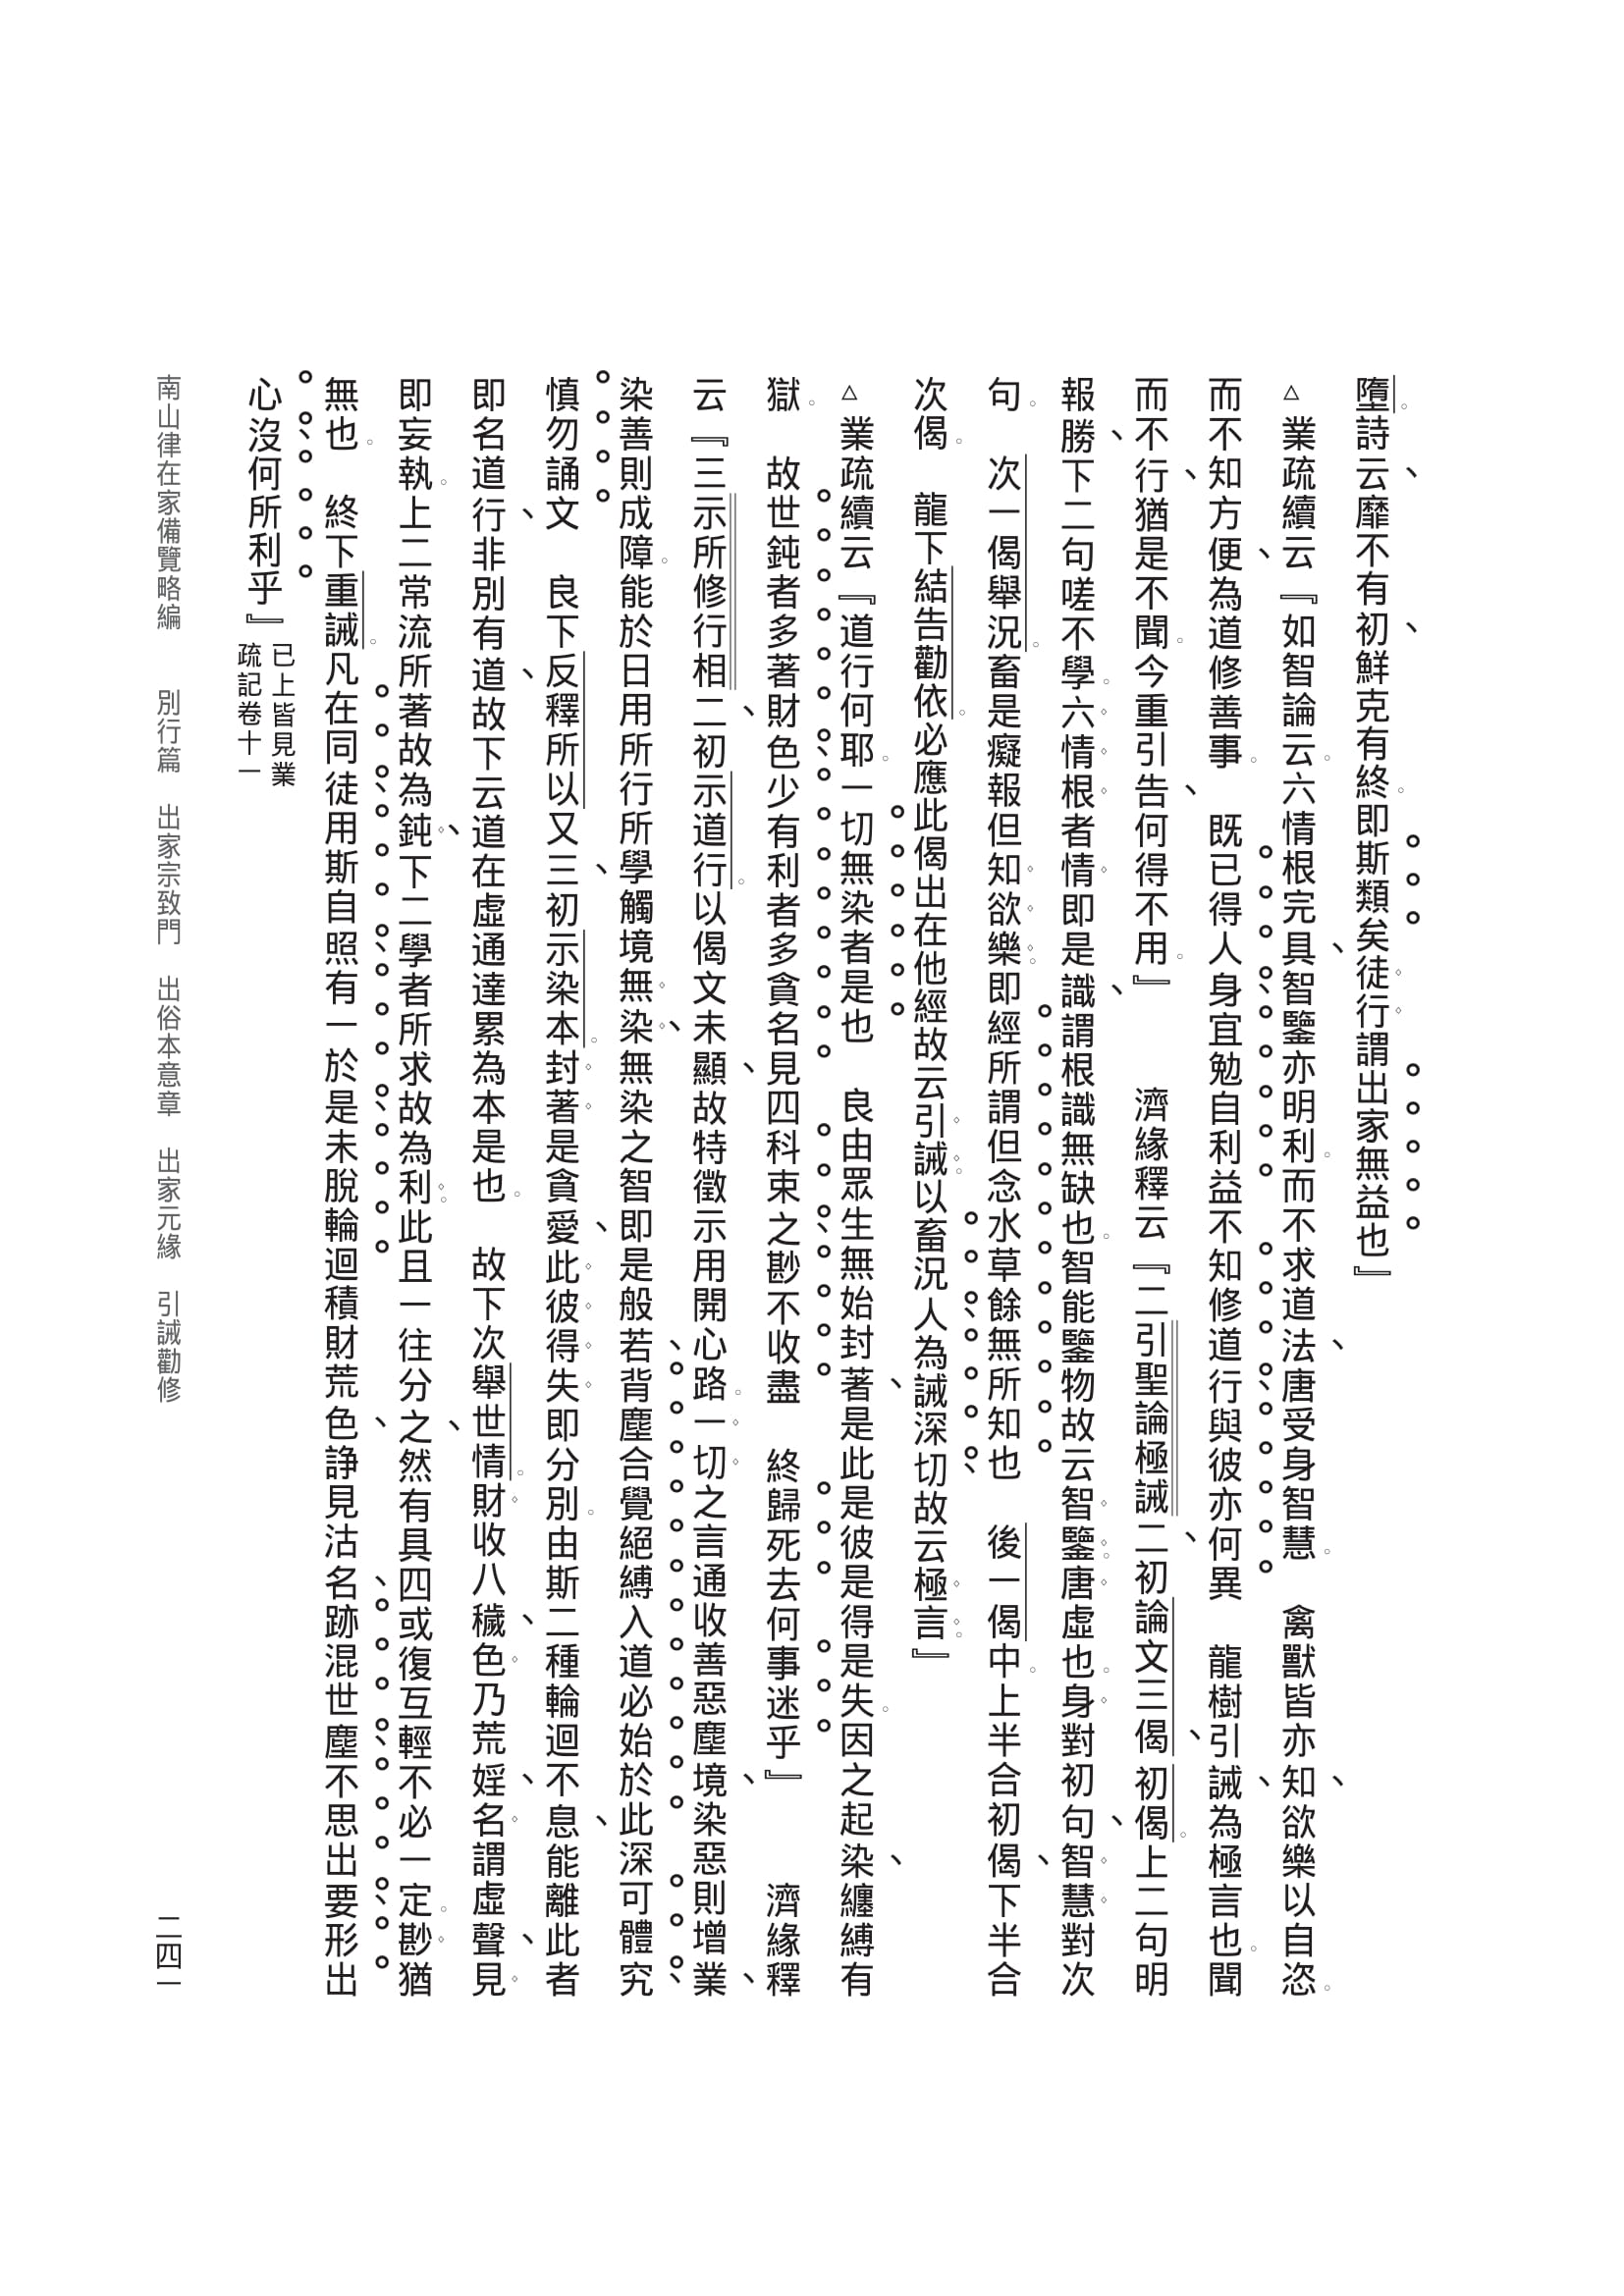 墮詩云靡不有初鮮克有終即斯類矣徒行謂出家無益也』
△業疏續云『如智論云六情根完具智鑒亦明利而不求道法唐受身智慧　禽獸皆亦知欲樂以自恣
而不知方便為道修善事　既已得人身宜勉自利益不知修道行與彼亦何異　龍樹引誡為極言也聞
而不行猶是不聞今重引告何得不用』　　濟緣釋云『二引聖論極誡二初論文三偈初偈上二句明
報勝下二句嗟不學六情根者情即是識謂根識無缺也智能鑒物故云智鑒唐虛也身對初句智慧對次
句　次一偈舉況畜是癡報但知欲樂即經所謂但念水草餘無所知也　後一偈中上半合初偈下半合
次偈　龍下結告勸依必應此偈出在他經故云引誡以畜況人為誡深切故云極言』
△業疏續云『道行何耶一切無染者是也　良由眾生無始封著是此是彼是得是失因之起染纏縛有
獄　故世鈍者多著財色少有利者多貪名見四科束之尠不收盡　終歸死去何事迷乎』　　濟緣釋
云『三示所修行相二初示道行以偈文未顯故特徵示用開心路一切之言通收善惡塵境染惡則增業
染善則成障能於日用所行所學觸境無染無染之智即是般若背塵合覺絕縛入道必始於此深可體究
慎勿誦文　良下反釋所以又三初示染本封著是貪愛此彼得失即分別由斯二種輪迴不息能離此者
即名道行非別有道故下云道在虛通達累為本是也　故下次舉世情財收八穢色乃荒婬名謂虛聲見
即妄執上二常流所著故為鈍下二學者所求故為利此且一往分之然有具四或復互輕不必一定尠猶
無也　終下重誡凡在同徒用斯自照有一於是未脫輪迴積財荒色諍見沽名跡混世塵不思出要形出
心沒何所利乎』已上皆見業疏記卷十一
南山律在家備覽略編　別行篇　出家宗致門　出俗本意章　出家元緣　引誡勸修
二四一